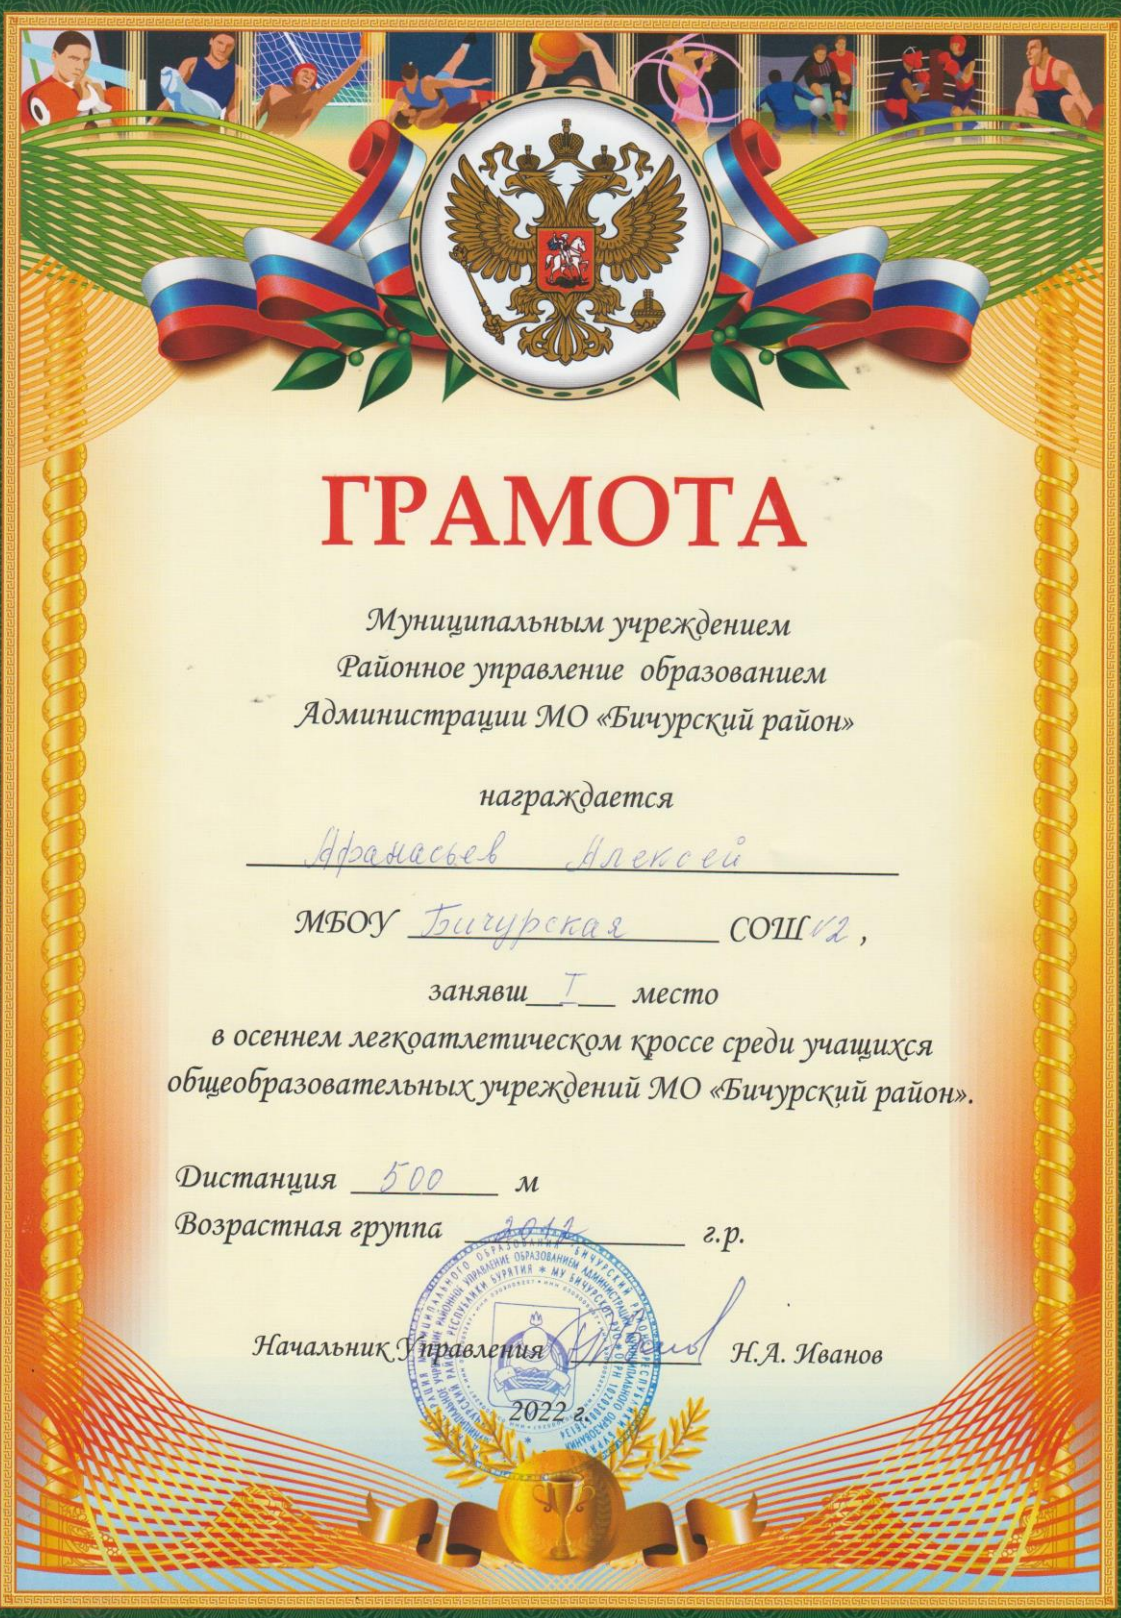 ГРАМОТА
Муниципальным учреждением
Районное управление образованием
Администрации МО «Бичурский район»
награждается
Афанасьев Алексей
МБОУ Бичурская СОШ №2,
занявш I место
в осеннем легкоатлетическом кроссе среди учащихся
общеобразовательных учреждений МО «Бичурский район».
Дистанция 500 м
Возрастная группа 2012 г.р.
Начальник Управления Н.А. Иванов
2022 г.